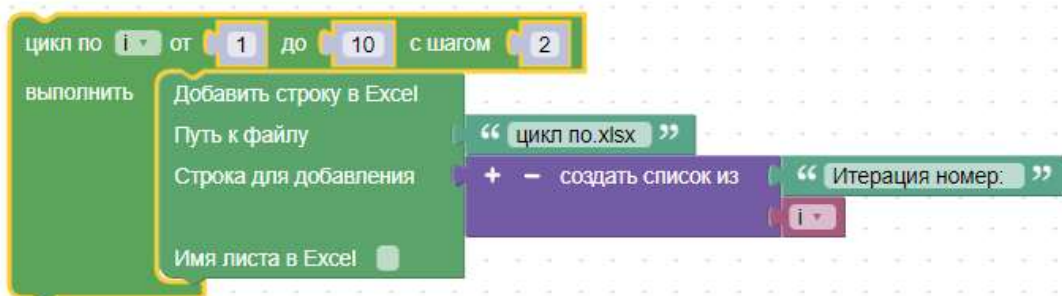 цикл по i от 1 до 10 с шагом 2
выполнить Добавить строку в Excel
Путь к файлу “ цикл по.xlsx ”
Строка для добавления + − создать список из “ Итерация номер: ”
i
Имя листа в Excel